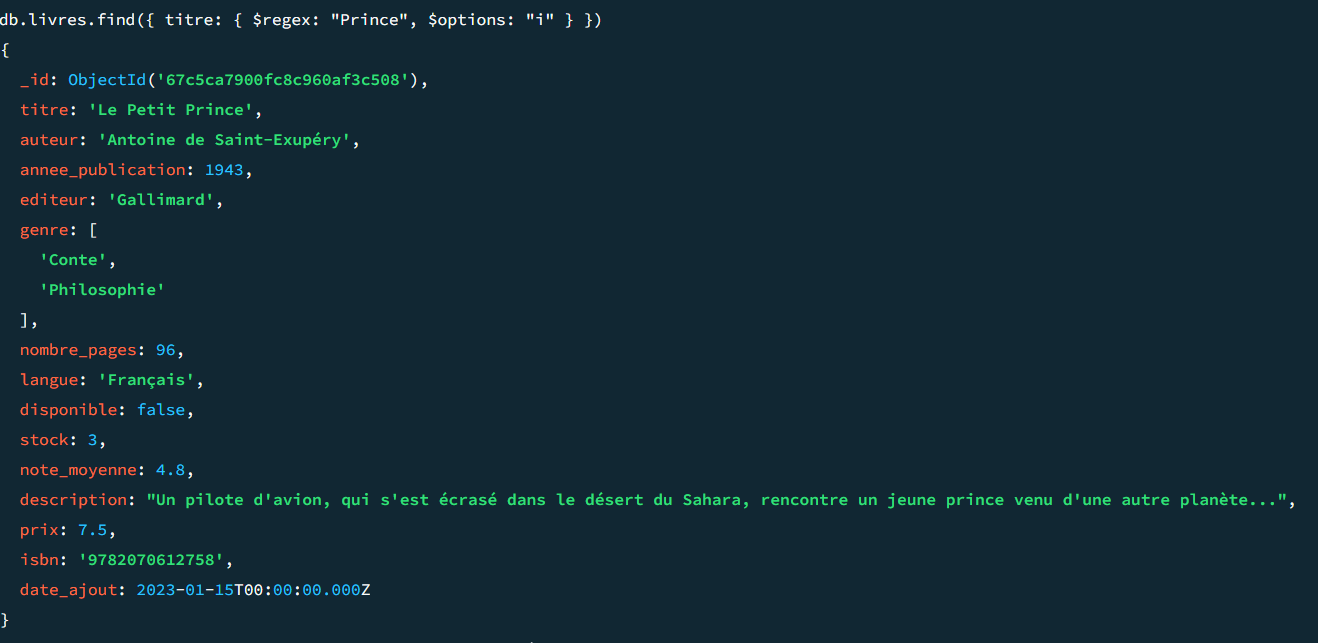 db.livres.find({ titre: { $regex: "Prince", $options: "i" } })
{
  _id: ObjectId('67c5ca7900fc8c960af3c508'),
  titre: 'Le Petit Prince',
  auteur: 'Antoine de Saint-Exupéry',
  annee_publication: 1943,
  editeur: 'Gallimard',
  genre: [
    'Conte',
    'Philosophie'
  ],
  nombre_pages: 96,
  langue: 'Français',
  disponible: false,
  stock: 3,
  note_moyenne: 4.8,
  description: "Un pilote d'avion, qui s'est écrasé dans le désert du Sahara, rencontre un jeune prince venu d'une autre planète...",
  prix: 7.5,
  isbn: '9782070612758',
  date_ajout: 2023-01-15T00:00:00.000Z
}